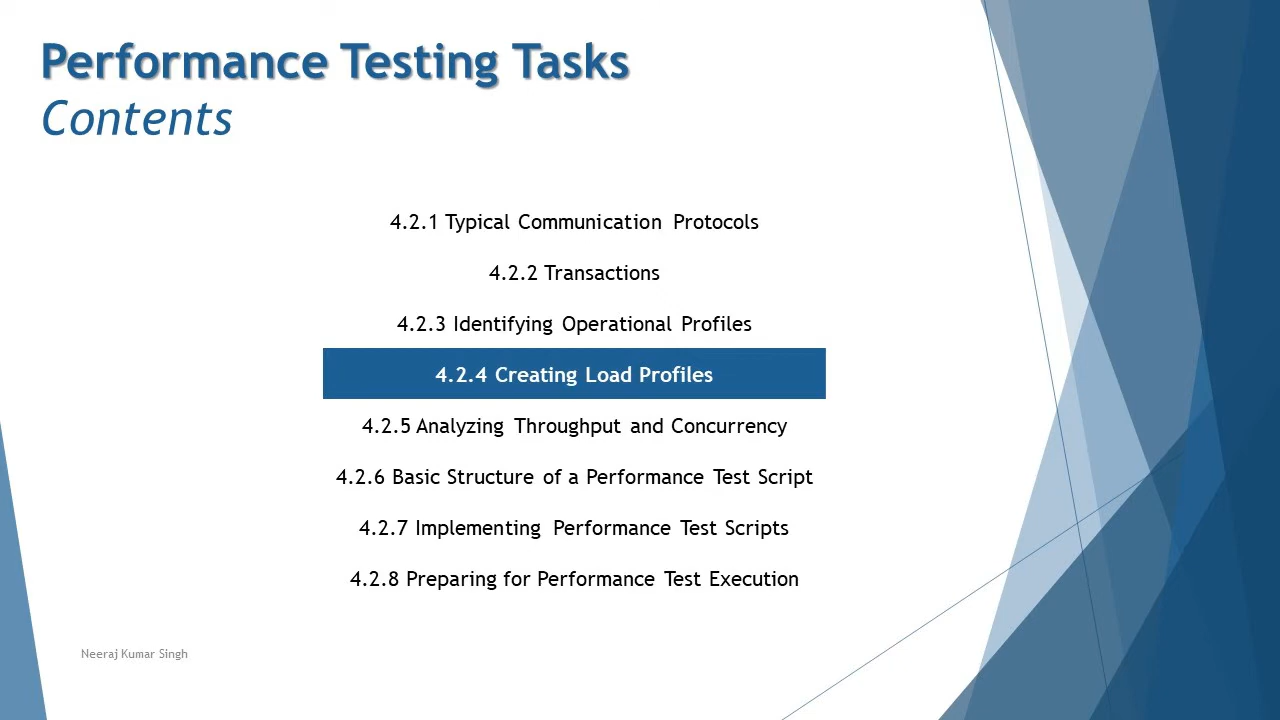 Performance Testing Tasks
Contents
4.2.1 Typical Communication Protocols
4.2.2 Transactions
4.2.3 Identifying Operational Profiles
4.2.4 Creating Load Profiles
4.2.5 Analyzing Throughput and Concurrency
4.2.6 Basic Structure of a Performance Test Script
4.2.7 Implementing Performance Test Scripts
4.2.8 Preparing for Performance Test Execution
Neeraj Kumar Singh